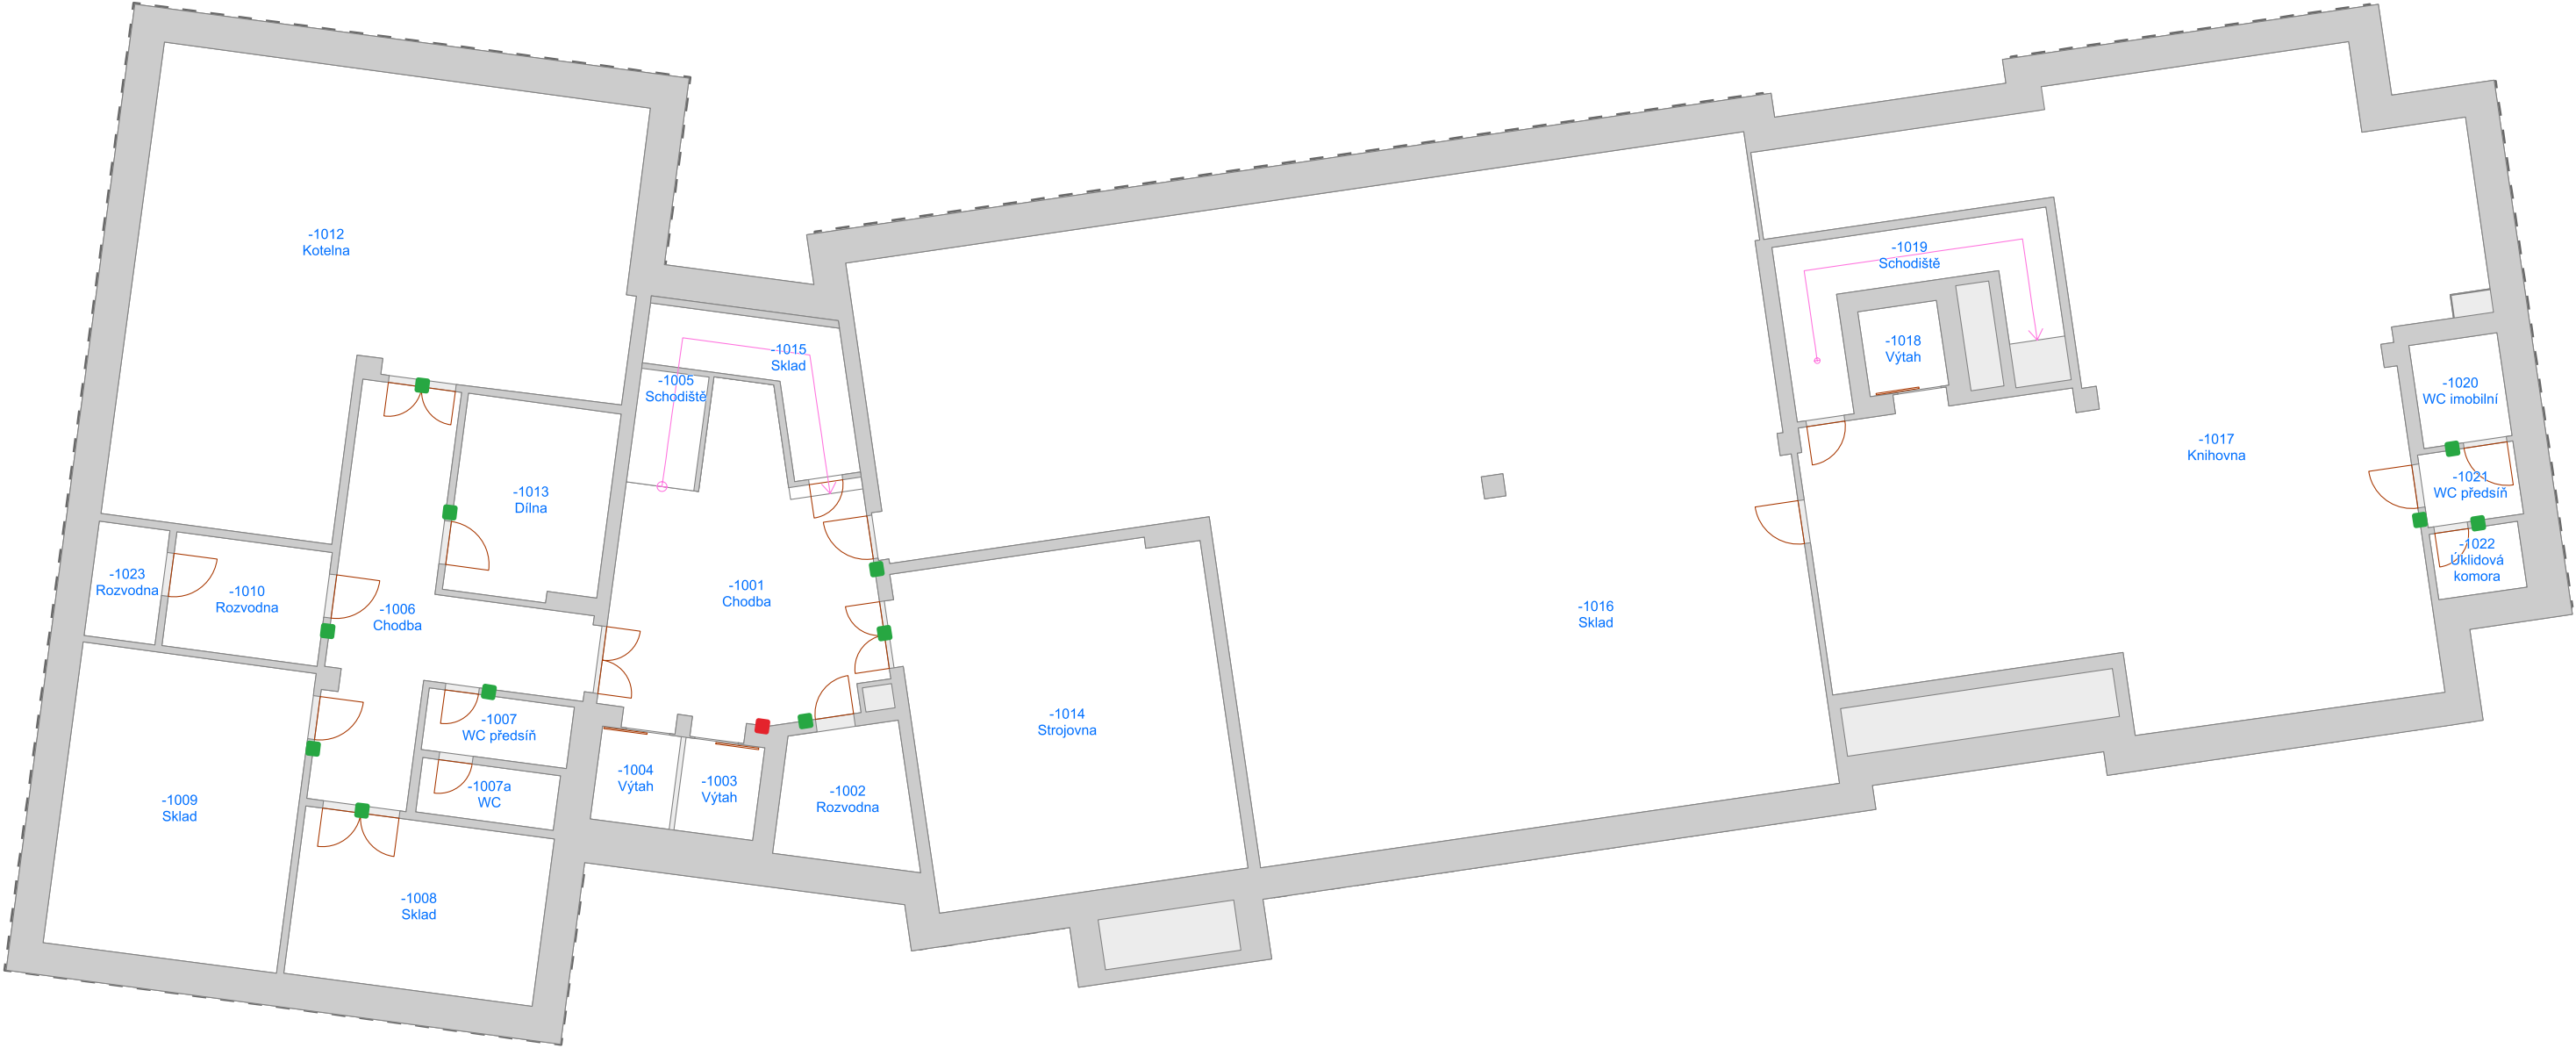 -1012
Kotelna
-1019
Schodiště
-1015
Sklad
-1005
Schodiště
-1018
Výtah
-1020
WC imobilní
-1017
Knihovna
-1021
WC předsíň
-1013
Dílna
-1022
Úklidová
komora
-1023
Rozvodna
-1010
Rozvodna
-1006
Chodba
-1001
Chodba
-1016
Sklad
-1007
WC předsíň
-1014
Strojovna
-1004
Výtah
-1003
Výtah
-1007a
WC
-1002
Rozvodna
-1009
Sklad
-1008
Sklad